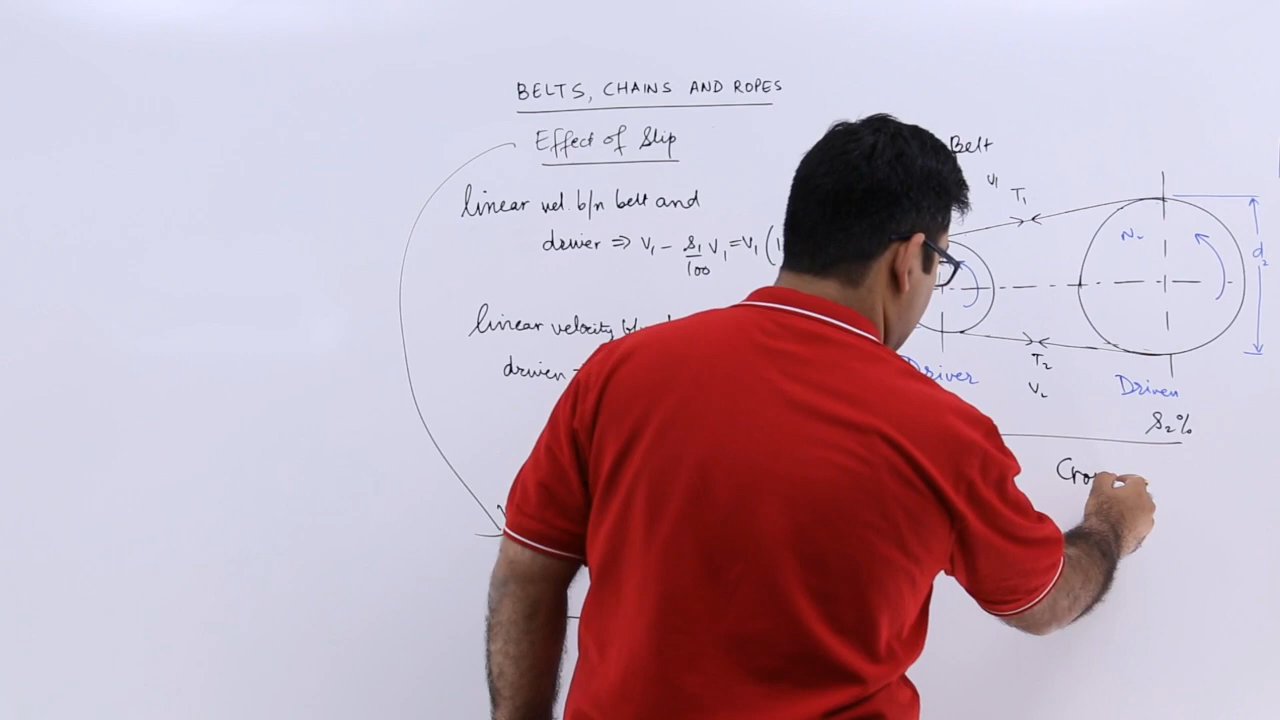 BELTS, CHAINS AND ROPES
Effect of Slip
linear vel. b/n belt and
driver ⇒ V₁ - S₁/100 V₁ = V₁ (1
linear velocity b/n
driven =
Belt
V₁
T₁
N₂
d₂
T₂
V₂
Driver
Driven
S₂%
Cro